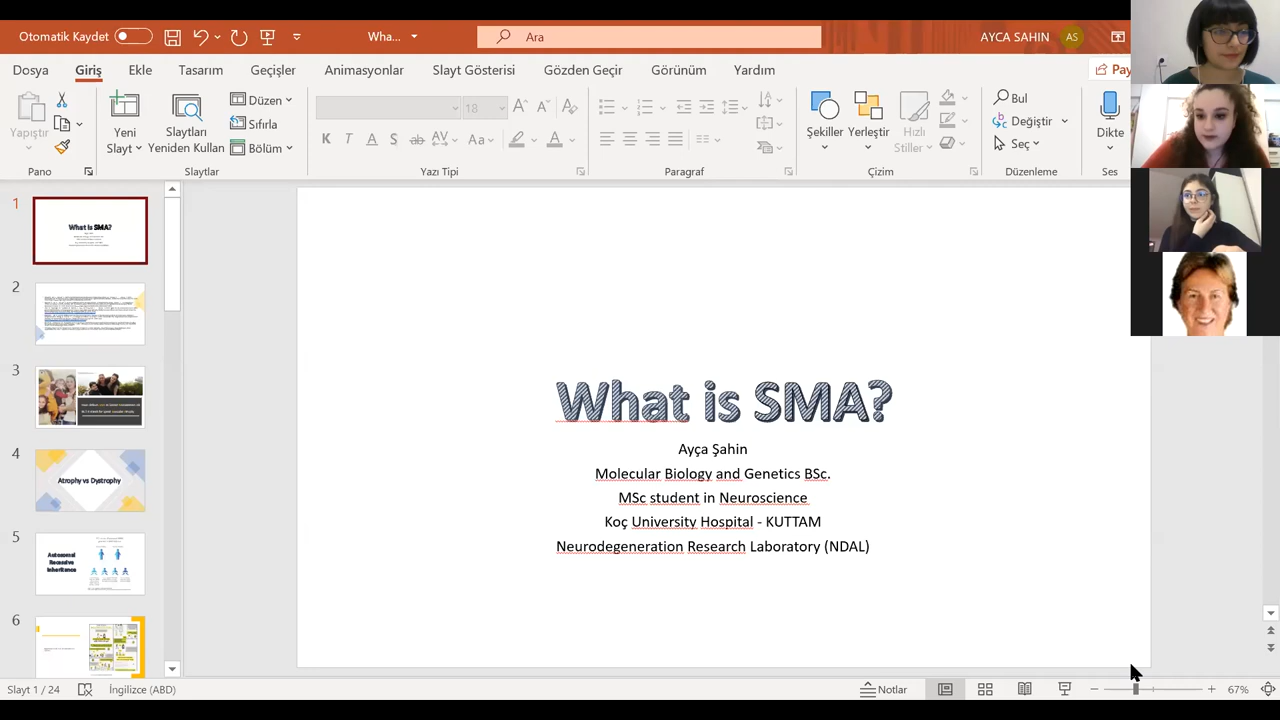 Otomatik Kaydet
Wha...
Ara
AYCA SAHIN
AS
Dosya
Giriş
Ekle
Tasarım
Geçişler
Animasyonlar
Slayt Gösterisi
Gözden Geçir
Görünüm
Yardım
Pay
Yapıştır
Pano
Yeni
Slayt
Slaytları
Yeniden Kullan
Düzen
Sıfırla
Bölüm
Slaytlar
18
K T A S ab AV Aa A
Yazı Tipi
Paragraf
Şekiller
Yerleştir
Hızlı
Stiller
Çizim
Bul
Değiştir
Seç
Düzenleme
Dikte
Ses
1
What is SMA?
2
3
4
Atrophy vs Dystrophy
5
Autosomal
Recessive
Inheritance
6
What is SMA?
Ayça Şahin
Molecular Biology and Genetics BSc.
MSc student in Neuroscience
Koç University Hospital - KUTTAM
Neurodegeneration Research Laboratory (NDAL)
Slayt 1 / 24
İngilizce (ABD)
Notlar
67%